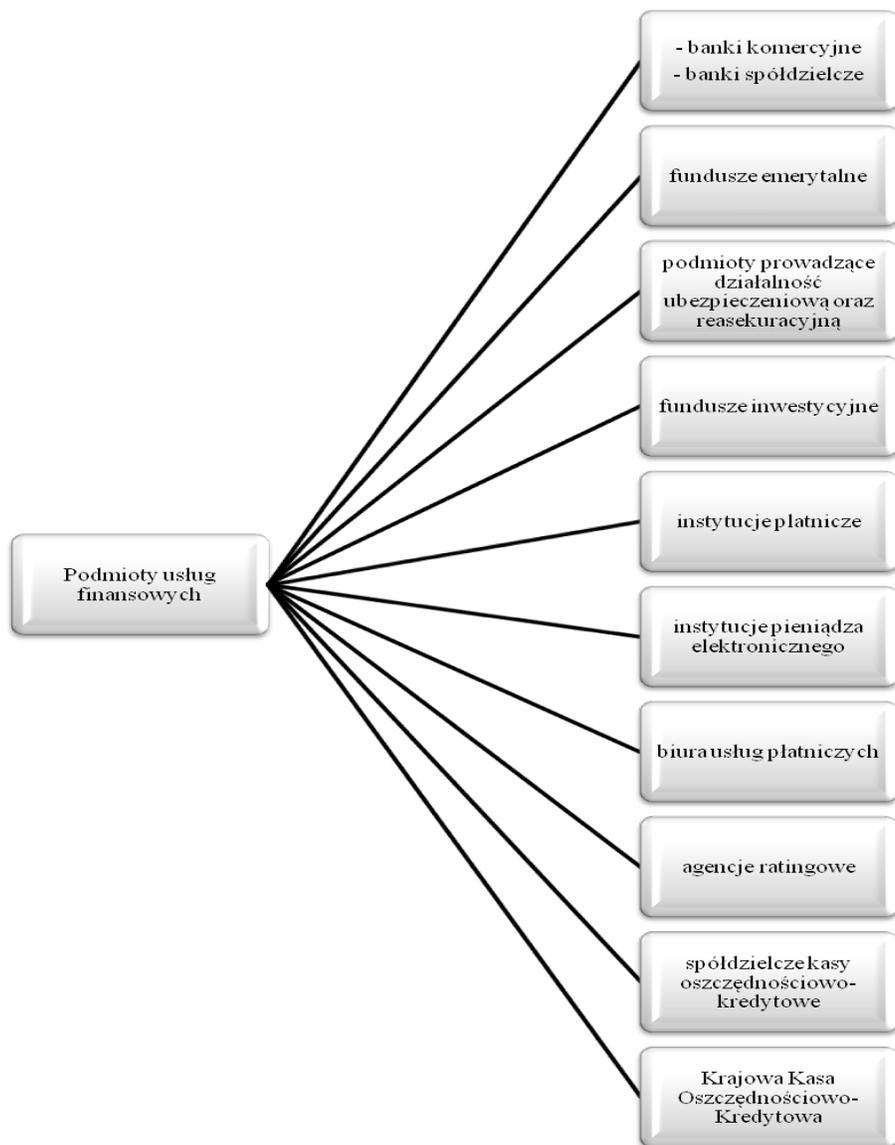 - banki komercyjne
- banki spółdzielcze
fundusze emerytalne
podmioty prowadzące
działalność
ubezpieczeniową oraz
reasekuracyjną
fundusze inwestycyjne
instytucje płatnicze
Podmioty usług
finansowych
instytucje pieniądza
elektronicznego
biura usług płatniczych
agencje ratingowe
spółdzielcze kasy
oszczędnościowo-
kredytowe
Krajowa Kasa
Oszczędnościowo-
Kredytowa